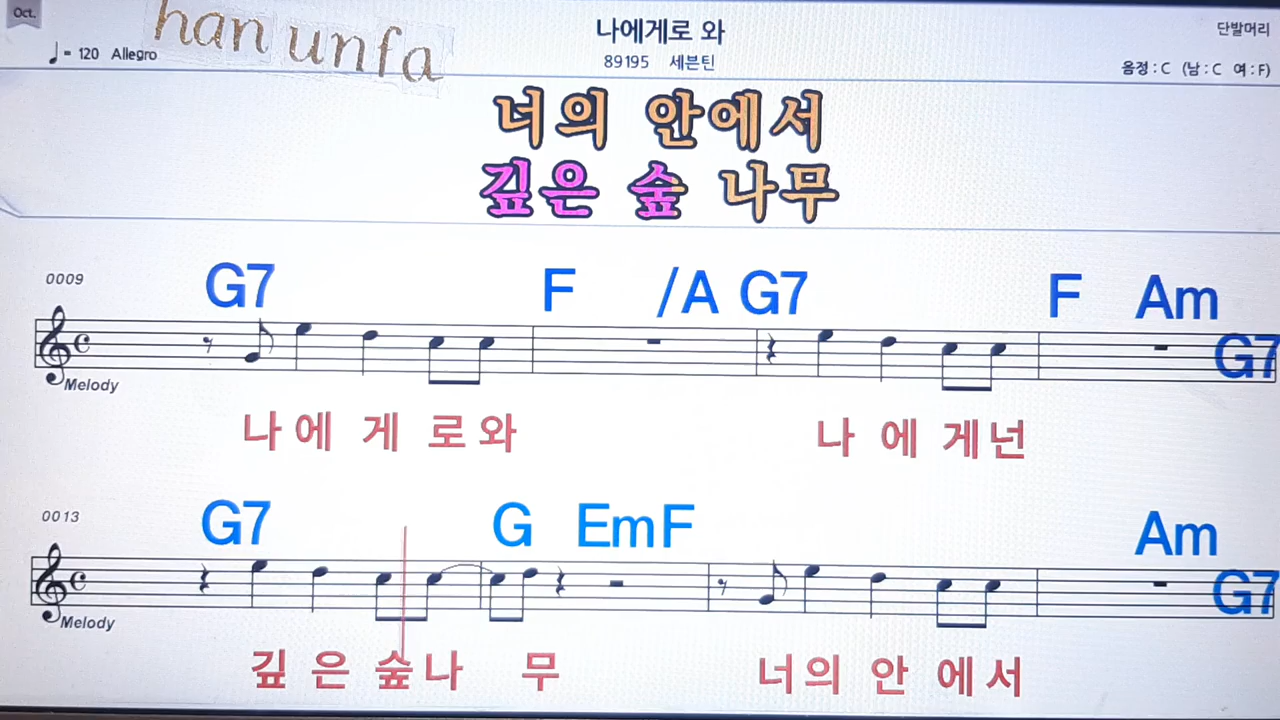 Oct.
han unfa
나에게로 와
단발머리
♩= 120 Allegro
89195 세븐틴
음정 : C (남 : C 여 : F)
너의 안에서
깊은 숲 나무
0009
G7 F /A G7 F Am G7
Melody
나 에 게 로 와 나 에 게 넌
0013
G7 G Em F Am G7
Melody
깊 은 숲 나 무 너 의 안 에 서